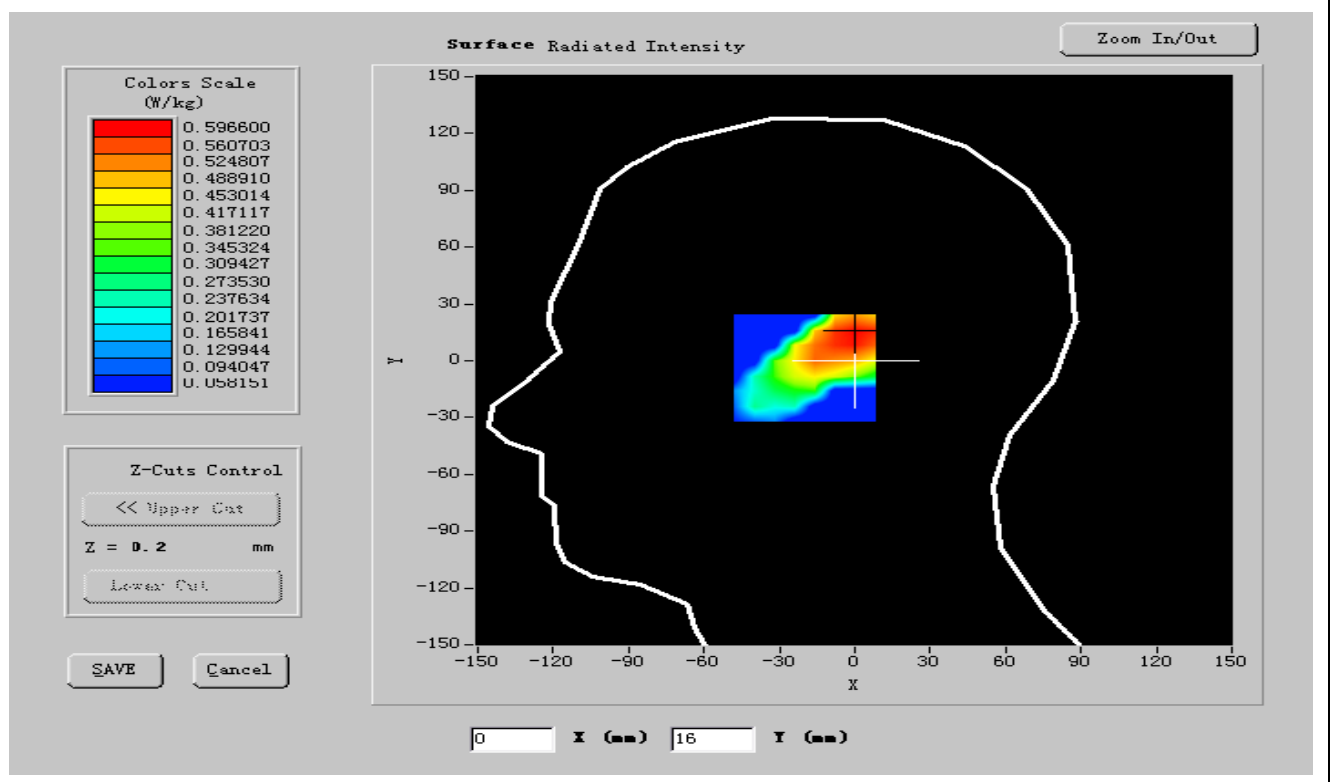 Surface Radiated Intensity
Zoom In/Out
Colors Scale
(W/kg)
0.596600
0.560703
0.524807
0.488910
0.453014
0.417117
0.381220
0.345324
0.309427
0.273530
0.237634
0.201737
0.165841
0.129944
0.094047
0.058151
Z-Cuts Control
<< Upper Cut
Z = 0.2 mm
Lower Cut
SAVE
Cancel
150
120
90
60
30
0
-30
-60
-90
-120
-150
Y
-150 -120 -90 -60 -30 0 30 60 90 120 150
X
0 X (mm) 16 Y (mm)